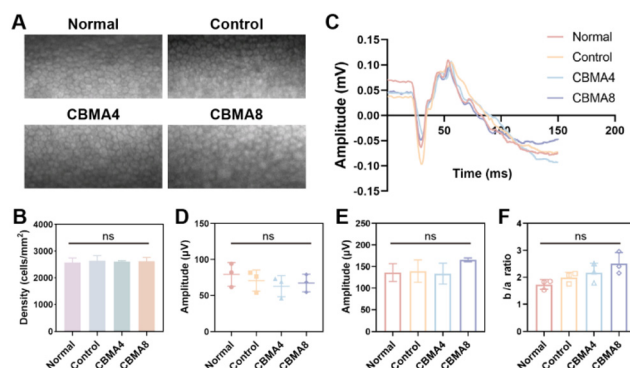 A
Normal
Control
CBMA4
CBMA8
B
Density (cells/mm²)
4000
3000
2000
1000
0
ns
Normal
Control
CBMA4
CBMA8
C
Amplitude (mV)
0.15
0.10
0.05
0.00
-0.05
-0.10
-0.15
50
100
150
200
Time (ms)
Normal
Control
CBMA4
CBMA8
D
Amplitude (μV)
150
100
50
0
ns
Normal
Control
CBMA4
CBMA8
E
Amplitude (μV)
250
200
150
100
50
0
ns
Normal
Control
CBMA4
CBMA8
F
b /a ratio
4
3
2
1
0
ns
Normal
Control
CBMA4
CBMA8